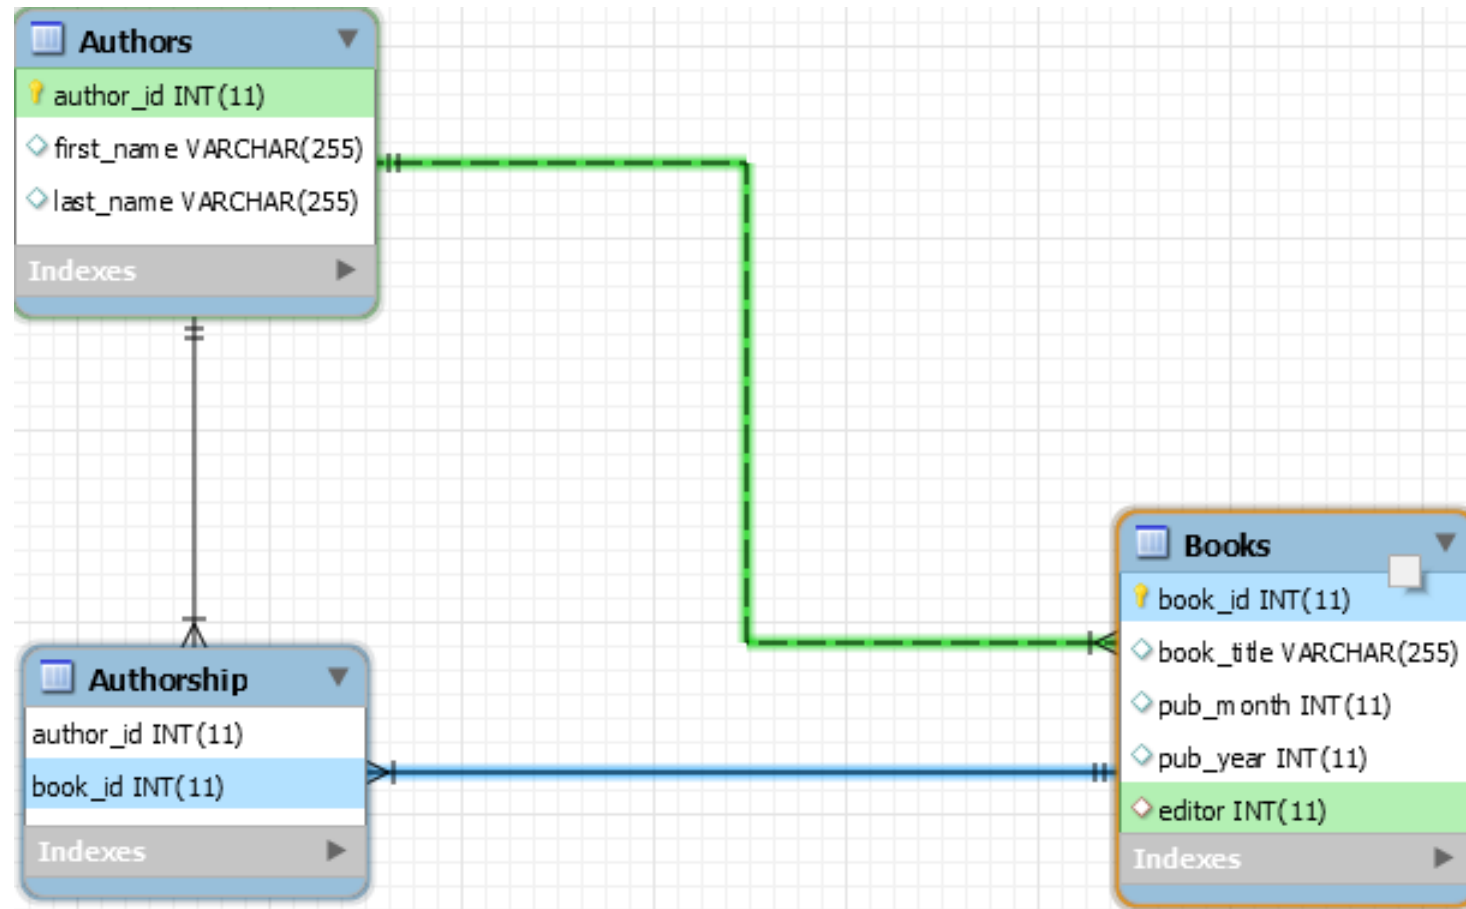 Authors
author_id INT(11)
first_name VARCHAR(255)
last_name VARCHAR(255)
Indexes
Authorship
author_id INT(11)
book_id INT(11)
Indexes
Books
book_id INT(11)
book_title VARCHAR(255)
pub_month INT(11)
pub_year INT(11)
editor INT(11)
Indexes